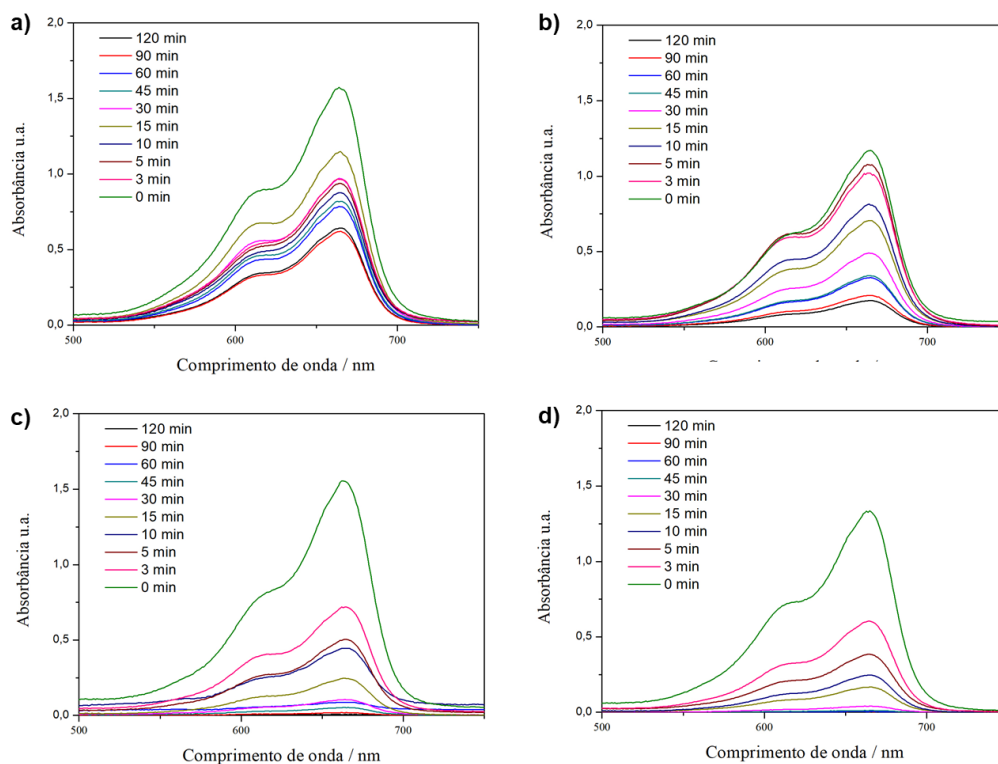 a)
2,0
1,5
1,0
0,5
0,0
Absorbância u.a.
120 min
90 min
60 min
45 min
30 min
15 min
10 min
5 min
3 min
0 min
500
600
700
Comprimento de onda / nm
b)
2,0
1,5
1,0
0,5
0,0
Absorbância u.a.
120 min
90 min
60 min
45 min
30 min
15 min
10 min
5 min
3 min
0 min
500
600
700
c)
2,0
1,5
1,0
0,5
0,0
Absorbância u.a.
120 min
90 min
60 min
45 min
30 min
15 min
10 min
5 min
3 min
0 min
500
600
700
Comprimento de onda / nm
d)
2,0
1,5
1,0
0,5
0,0
Absorbância u.a.
120 min
90 min
60 min
45 min
30 min
15 min
10 min
5 min
3 min
0 min
500
600
700
Comprimento de onda / nm